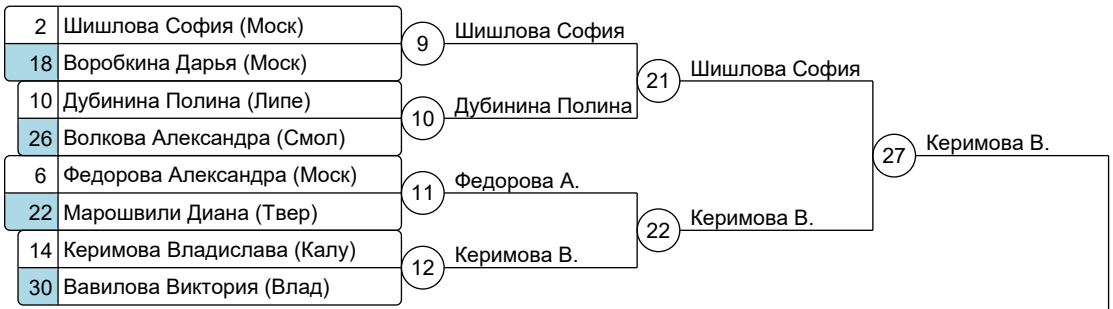 2 Шишлова София (Моск)
18 Воробкина Дарья (Моск)
10 Дубинина Полина (Липе)
26 Волкова Александра (Смол)
6 Федорова Александра (Моск)
22 Марошвили Диана (Твер)
14 Керимова Владислава (Калу)
30 Вавилова Виктория (Влад)
9 Шишлова София
10 Дубинина Полина
11 Федорова А.
12 Керимова В.
21 Шишлова София
22 Керимова В.
27 Керимова В.